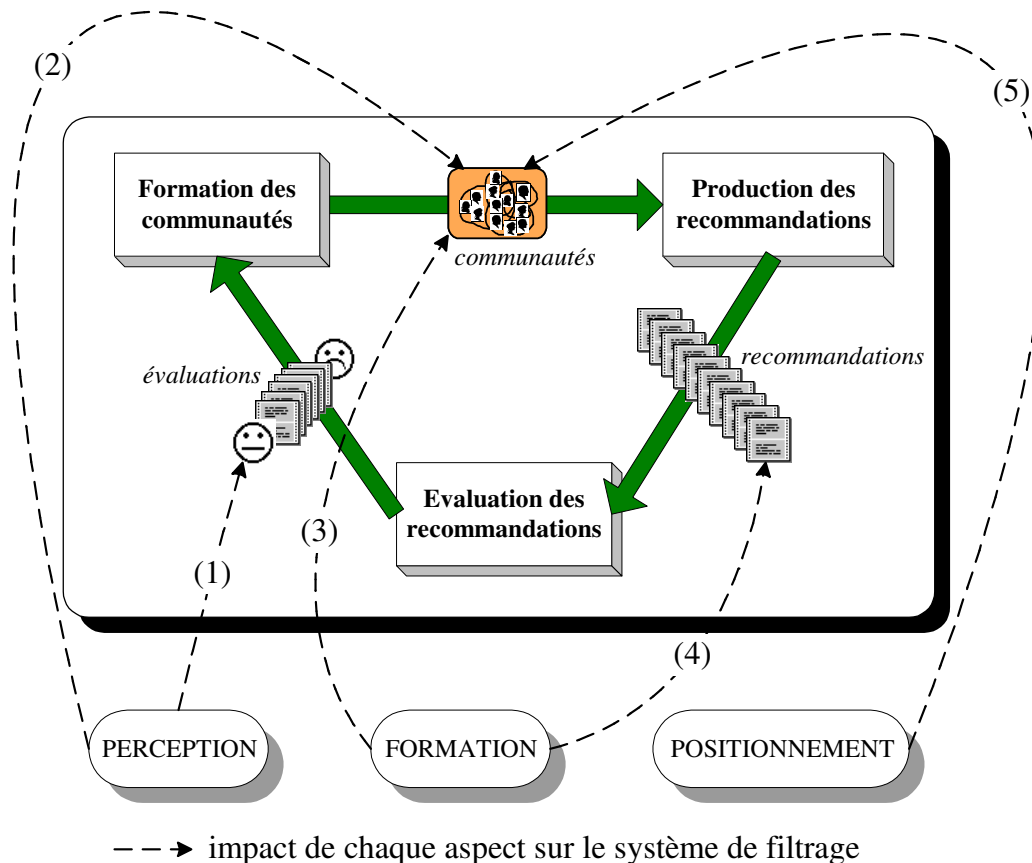 (2)
(5)
Formation des
communautés
Production des
recommandations
communautés
évaluations
recommandations
Evaluation des
recommandations
(3)
(1)
(4)
PERCEPTION
FORMATION
POSITIONNEMENT
impact de chaque aspect sur le système de filtrage